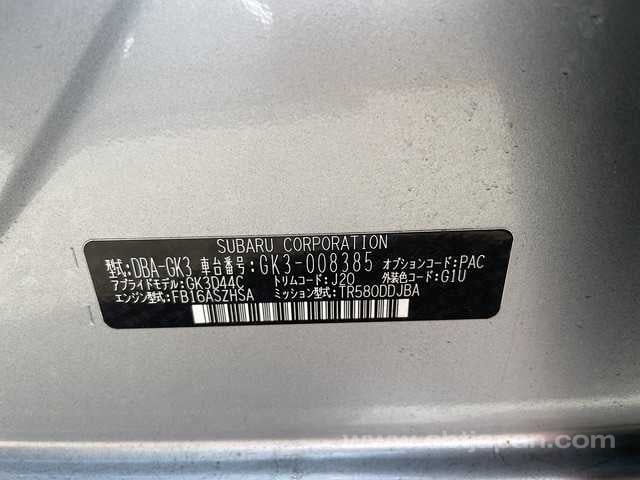 SUBARU CORPORATION
型式:DBA-GK3 車台番号:GK3-008385 オプションコード:PAC
アプライドモデル:GK3D44C トリムコード:J20 外装色コード:G1U
エンジン型式:FB16ASZHSA ミッション型式:TR580DDJBA
www.sbtjapan.com